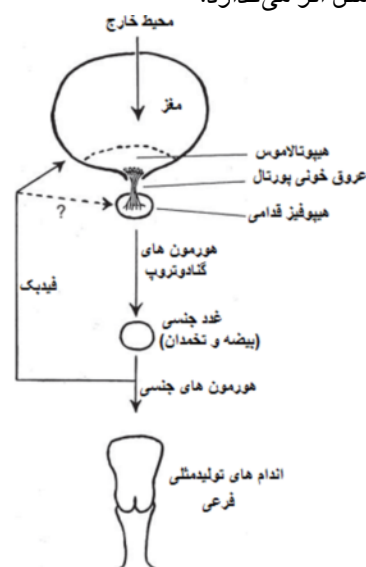 محیط خارج
مغز
هیپوتالاموس
عروق خونی پورتال
هیپوفیز قدامی
?
هورمون های
گنادوتروپ
فیدبک
غدد جنسی
(بیضه و تخمدان)
هورمون های جنسی
اندام های تولیدمثلی
فرعی